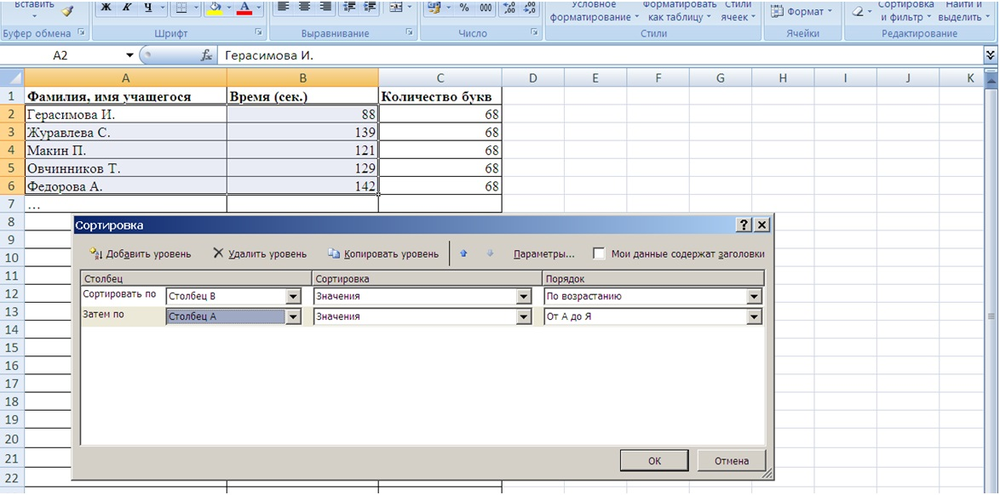 Вставить Условное Форматировать Стили Сортировка Найти и
Ж К Ч А % 000 ,00 ,00 форматирование как таблицу ячеек Формат и фильтр выделить
Буфер обмена Шрифт Выравнивание Число Стили Ячейки Редактирование
A2 fx Герасимова И.
A B C D E F G H I J K
1 Фамилия, имя учащегося Время (сек.) Количество букв
2 Герасимова И. 88 68
3 Журавлева С. 139 68
4 Макин П. 121 68
5 Овчинников Т. 129 68
6 Федорова А. 142 68
7 …
8
Сортировка ? X
9
10 Добавить уровень Удалить уровень Копировать уровень Параметры... Мои данные содержат заголовки
11 Столбец Сортировка Порядок
12 Сортировать по Столбец B Значения По возрастанию
13 Затем по Столбец A Значения От А до Я
14
15
16
17
18
19
20
21 ОК Отмена
22